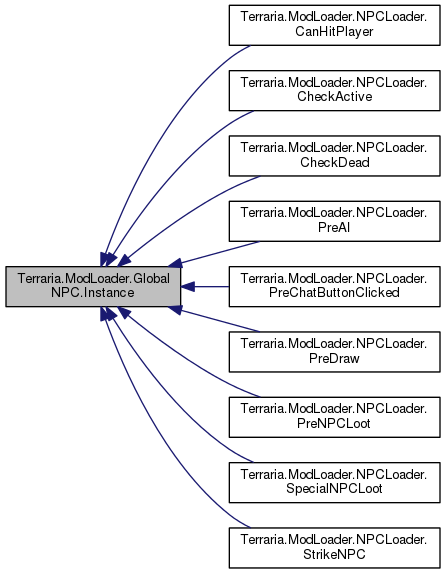 Terraria.ModLoader.NPCLoader.
CanHitPlayer
Terraria.ModLoader.NPCLoader.
CheckActive
Terraria.ModLoader.NPCLoader.
CheckDead
Terraria.ModLoader.NPCLoader.
PreAI
Terraria.ModLoader.Global
NPC.Instance
Terraria.ModLoader.NPCLoader.
PreChatButtonClicked
Terraria.ModLoader.NPCLoader.
PreDraw
Terraria.ModLoader.NPCLoader.
PreNPCLoot
Terraria.ModLoader.NPCLoader.
SpecialNPCLoot
Terraria.ModLoader.NPCLoader.
StrikeNPC